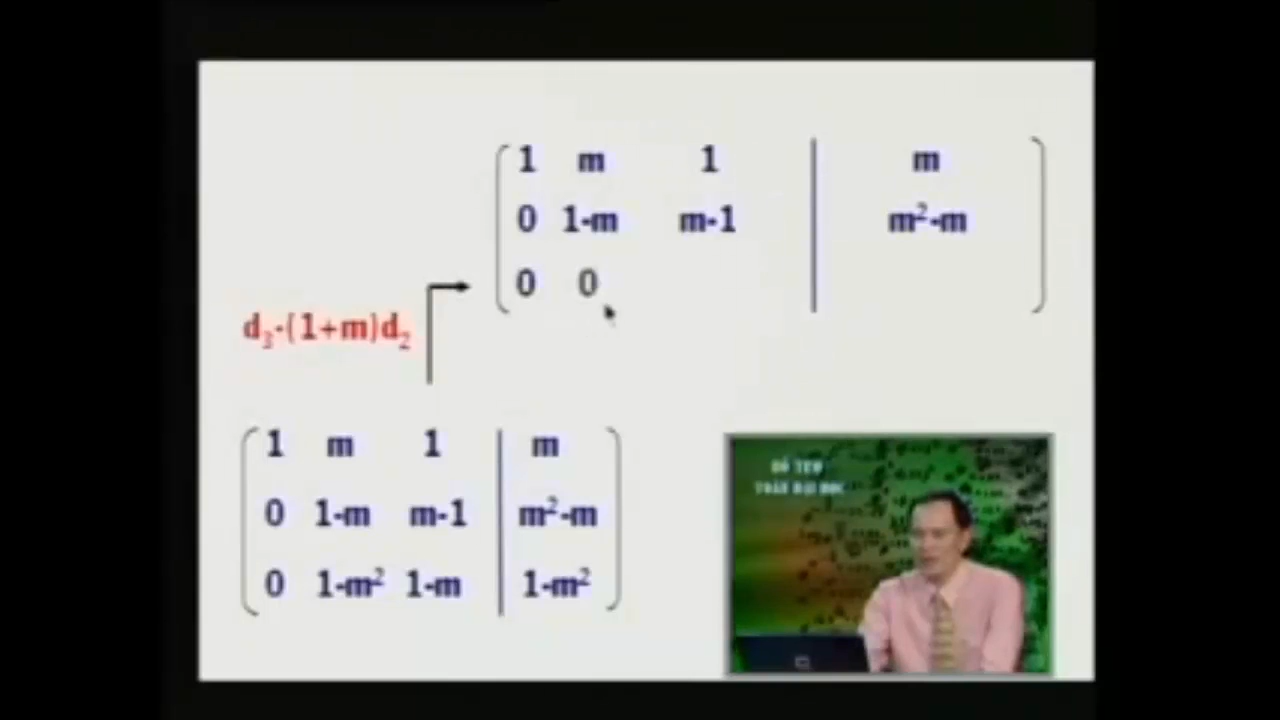 1 m 1 m
0 1-m m-1 m²-m
0 0
d₃-(1+m)d₂
1 m 1 m
0 1-m m-1 m²-m
0 1-m² 1-m 1-m²